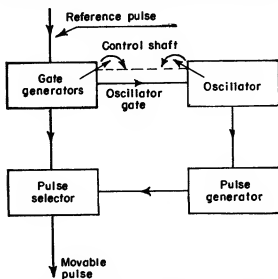 Reference pulse
Control shaft
Gate
generators
Oscillator
gate
Oscillator
Pulse
selector
Pulse
generator
Movable
pulse